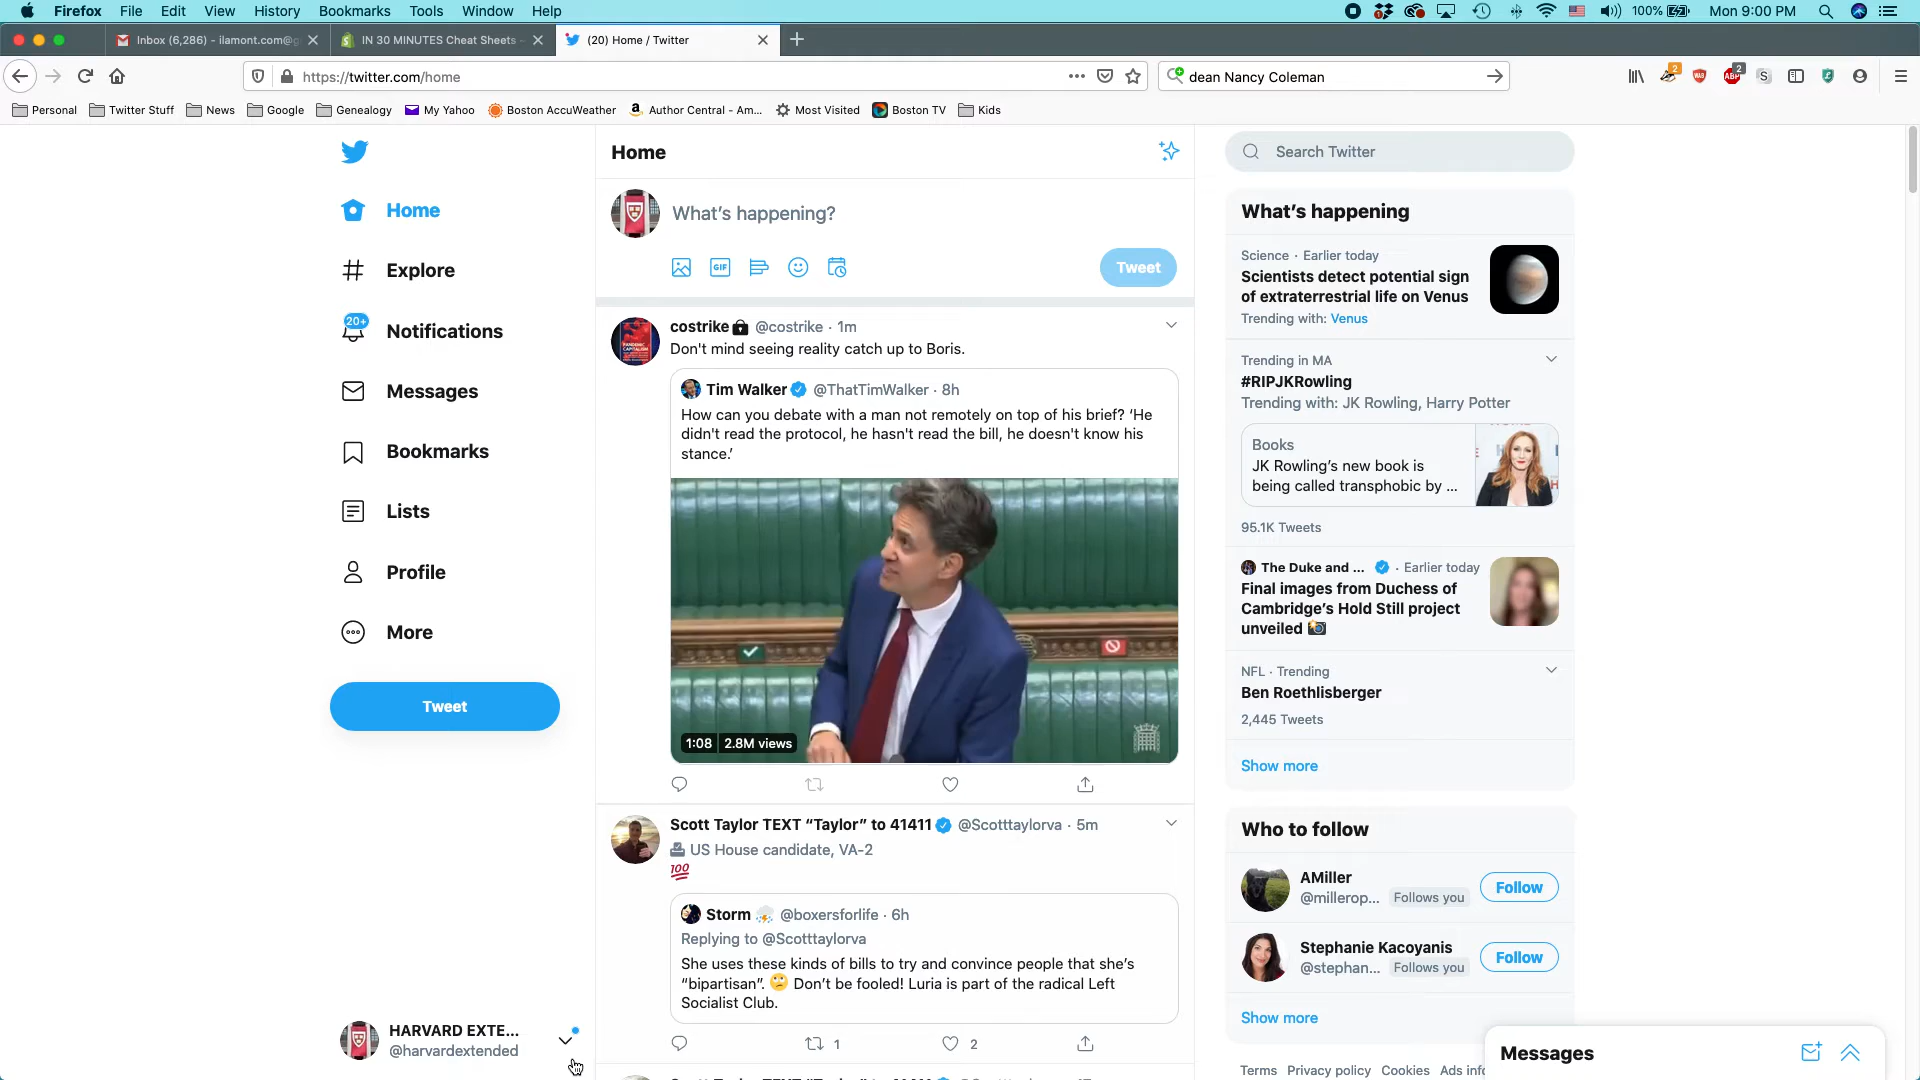 Firefox File Edit View History Bookmarks Tools Window Help 100% Mon 9:00 PM
Inbox (6,286) - ilamont.com@g IN 30 MINUTES Cheat Sheets - (20) Home / Twitter
https://twitter.com/home dean Nancy Coleman 2 2
Personal Twitter Stuff News Google Genealogy My Yahoo Boston AccuWeather Author Central - Am... Most Visited Boston TV Kids
Home
Explore
20+
Notifications
Messages
Bookmarks
Lists
Profile
More
Tweet
HARVARD EXTE...
@harvardextended
Home
What's happening?
GIF
Tweet
costrike @costrike · 1m
Don't mind seeing reality catch up to Boris.
Tim Walker @ThatTimWalker · 8h
How can you debate with a man not remotely on top of his brief? 'He
didn't read the protocol, he hasn't read the bill, he doesn't know his
stance.'
1:08 2.8M views
Scott Taylor TEXT "Taylor" to 41411 @Scotttaylorva · 5m
US House candidate, VA-2
100
Storm @boxersforlife · 6h
Replying to @Scotttaylorva
She uses these kinds of bills to try and convince people that she's
"bipartisan". Don't be fooled! Luria is part of the radical Left
Socialist Club.
1 2
Search Twitter
What's happening
Science · Earlier today
Scientists detect potential sign
of extraterrestrial life on Venus
Trending with: Venus
Trending in MA
#RIPJKRowling
Trending with: JK Rowling, Harry Potter
Books
JK Rowling's new book is
being called transphobic by ...
95.1K Tweets
The Duke and ... · Earlier today
Final images from Duchess of
Cambridge's Hold Still project
unveiled
NFL · Trending
Ben Roethlisberger
2,445 Tweets
Show more
Who to follow
AMiller
@millerop... Follows you
Follow
Stephanie Kacoyanis
@stephan... Follows you
Follow
Show more
Terms Privacy policy Cookies Ads info
Messages